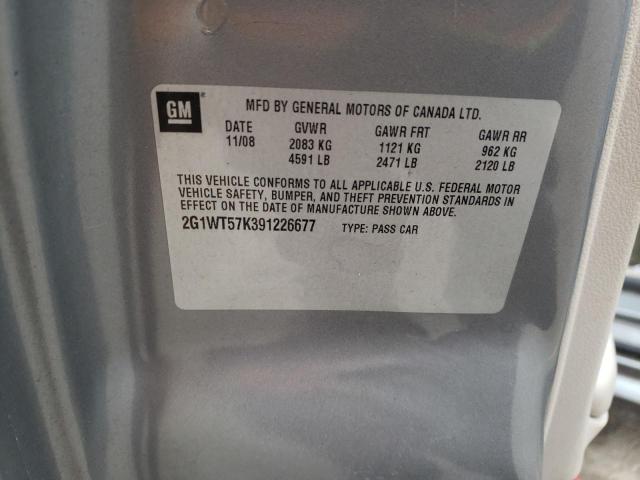 GM
MFD BY GENERAL MOTORS OF CANADA LTD.
DATE GVWR GAWR FRT GAWR RR
11/08 2083 KG 1121 KG 962 KG
4591 LB 2471 LB 2120 LB
THIS VEHICLE CONFORMS TO ALL APPLICABLE U.S. FEDERAL MOTOR
VEHICLE SAFETY, BUMPER, AND THEFT PREVENTION STANDARDS IN
EFFECT ON THE DATE OF MANUFACTURE SHOWN ABOVE.
2G1WT57K391226677 TYPE: PASS CAR